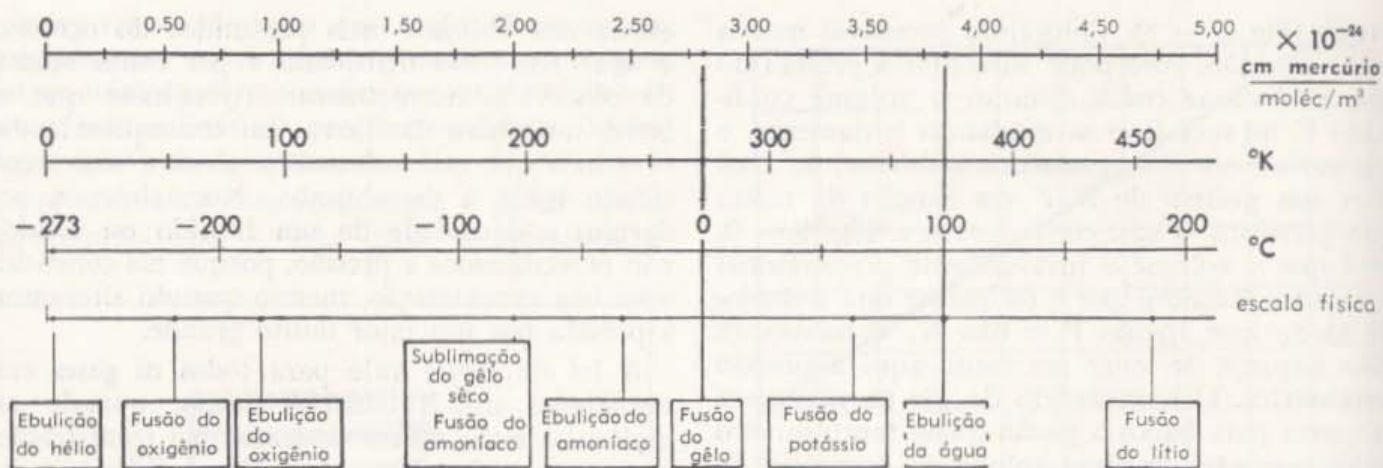 0 0,50 1,00 1,50 2,00 2,50 3,00 3,50 4,00 4,50 5,00 × 10⁻²⁴
cm mercúrio
moléc/m³
0 100 200 300 400 450 °K
−273 −200 −100 0 100 200 °C
escala física
Ebulição
do hélio
Fusão do
oxigênio
Ebulição
do
oxigênio
Sublimação
do gêlo
sêco
Fusão do
amoníaco
Ebulição do
amoníaco
Fusão
do
gêlo
Fusão do
potássio
Ebulição
da água
Fusão
do lítio